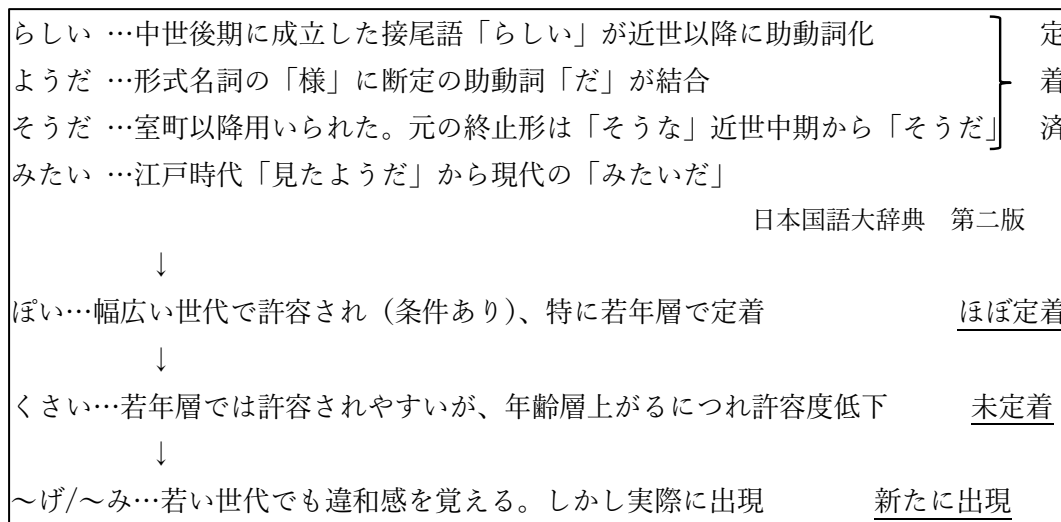 らしい …中世後期に成立した接尾語「らしい」が近世以降に助動詞化 定
ようだ …形式名詞の「様」に断定の助動詞「だ」が結合 着
そうだ …室町以降用いられた。元の終止形は「そうな」近世中期から「そうだ」 済
みたい …江戸時代「見たようだ」から現代の「みたいだ」
日本国語大辞典 第二版
↓
ぽい…幅広い世代で許容され（条件あり）、特に若年層で定着 ほぼ定着
↓
くさい…若年層では許容されやすいが、年齢層上がるにつれ許容度低下 未定着
↓
～げ/～み…若い世代でも違和感を覚える。しかし実際に出現 新たに出現